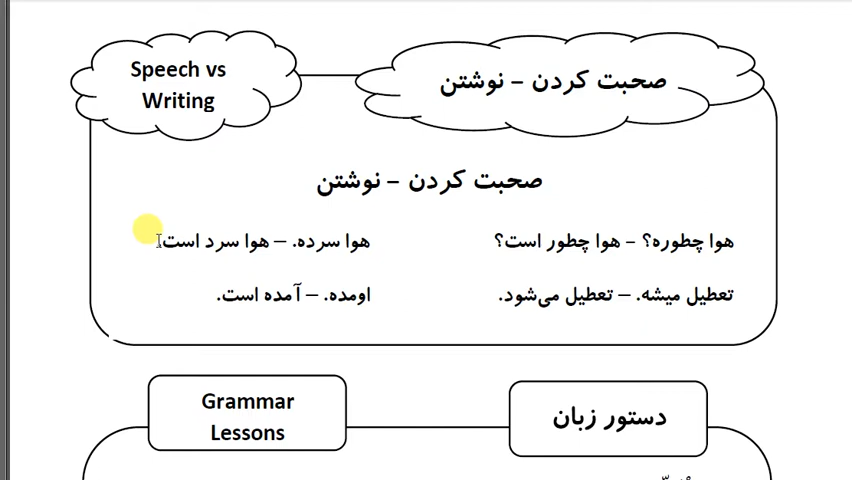 Speech vs
Writing
صحبت کردن – نوشتن
صحبت کردن – نوشتن
هوا چطوره؟ – هوا چطور است؟
هوا سرده. – هوا سرد است.
تعطیل میشه. – تعطیل می‌شود.
اومده. – آمده است.
Grammar
Lessons
دستور زبان